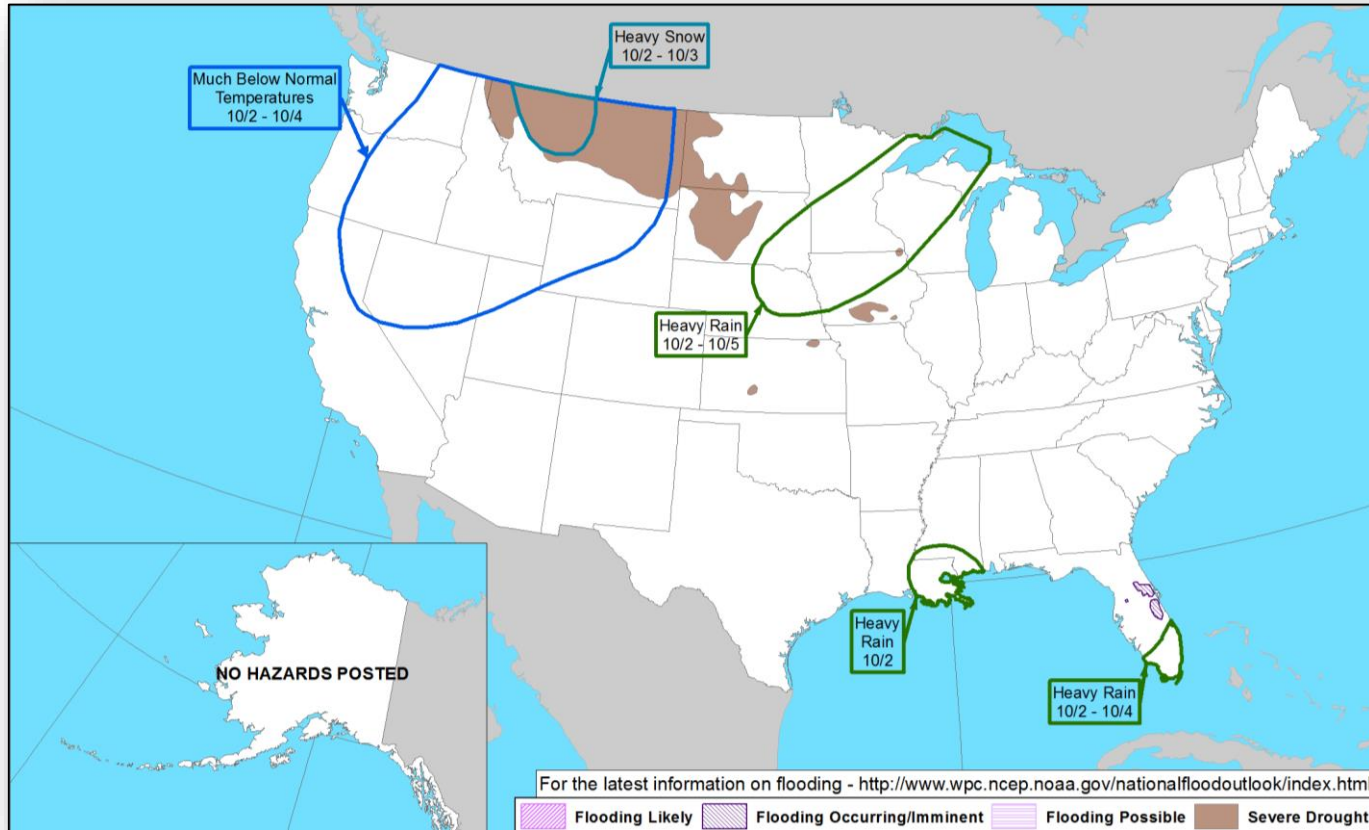 Heavy Snow
10/2 - 10/3
Much Below Normal
Temperatures
10/2 - 10/4
Heavy Rain
10/2 - 10/5
Heavy
Rain
10/2
Heavy Rain
10/2 - 10/4
NO HAZARDS POSTED
For the latest information on flooding - http://www.wpc.ncep.noaa.gov/nationalfloodoutlook/index.html
Flooding Likely Flooding Occurring/Imminent Flooding Possible Severe Drought